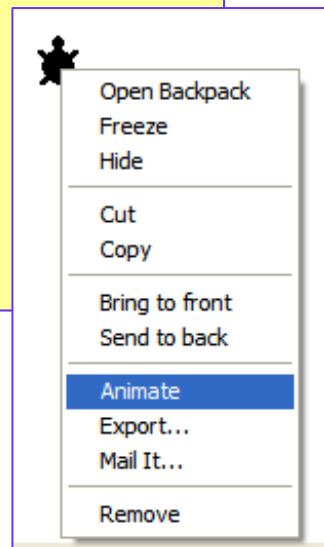 Open Backpack
Freeze
Hide
Cut
Copy
Bring to front
Send to back
Animate
Export...
Mail It...
Remove